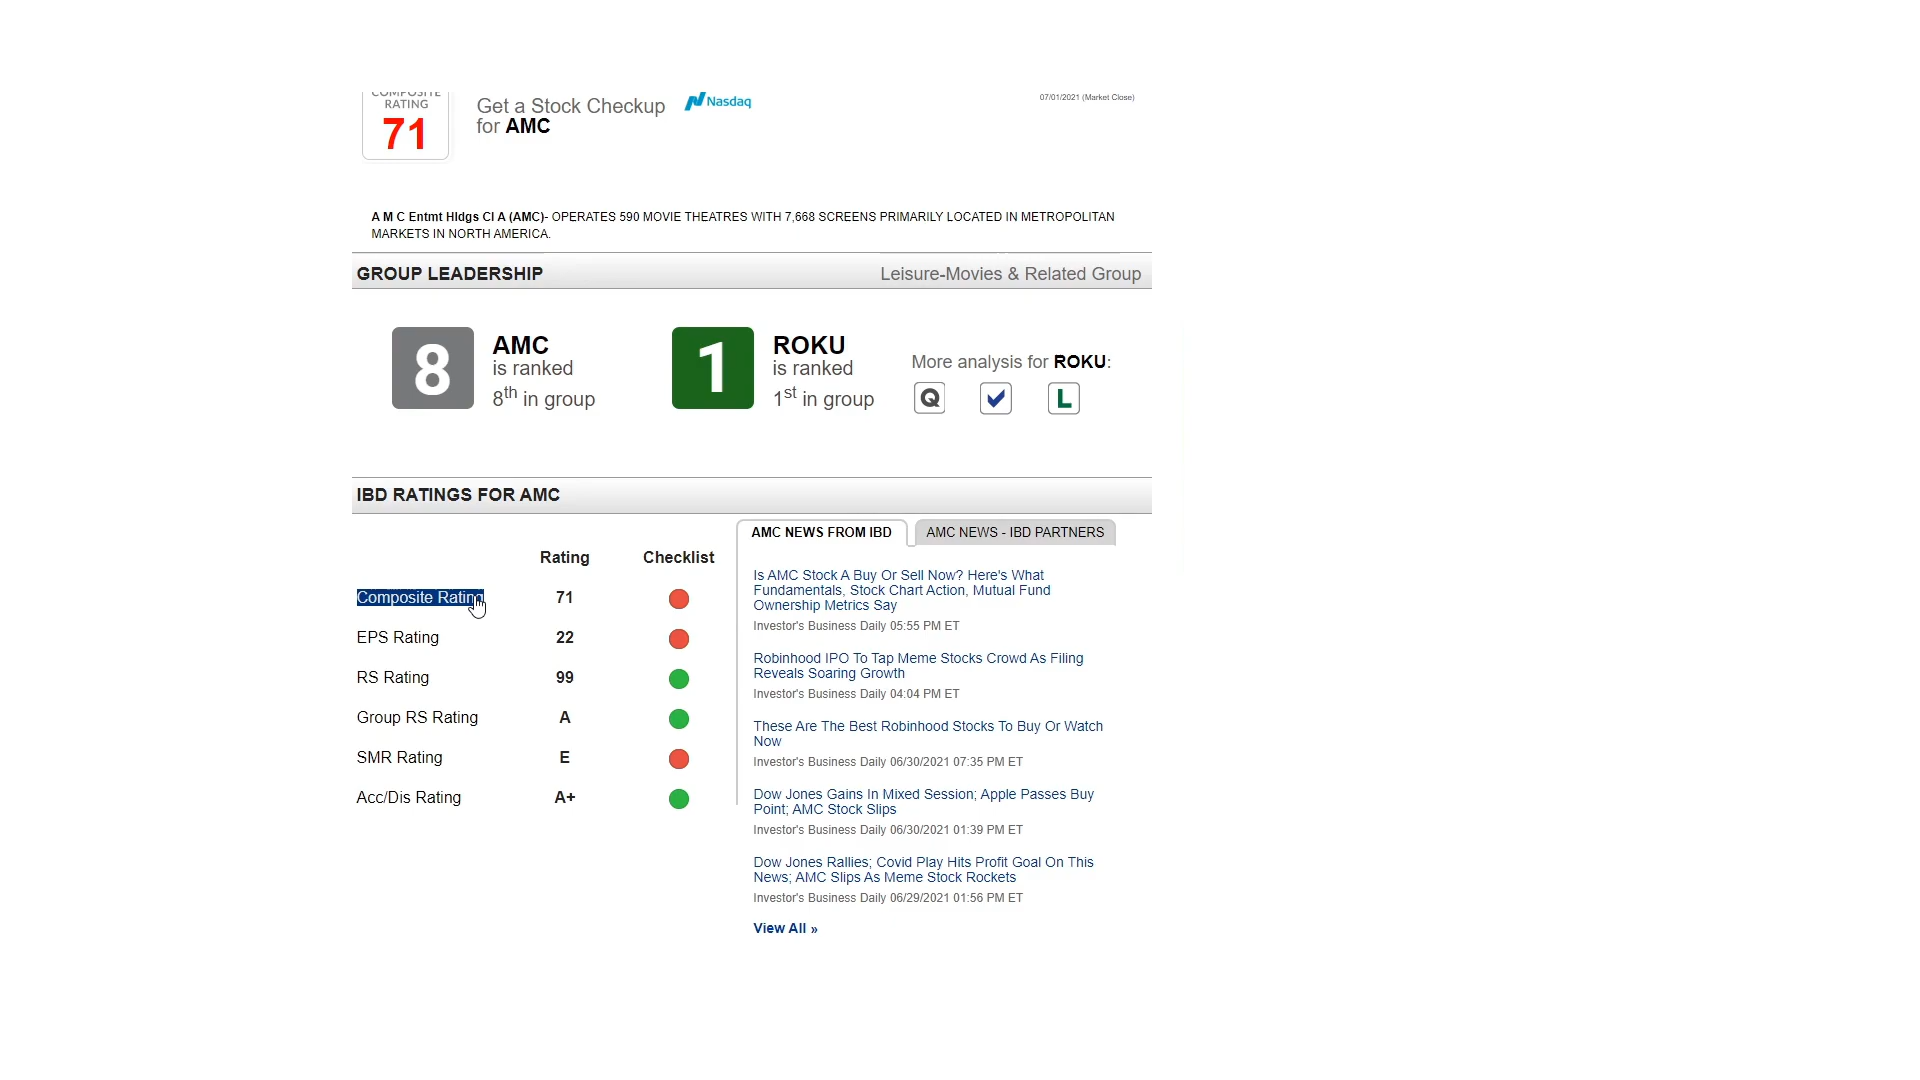 COMPOSITE
RATING
71
Get a Stock Checkup
for AMC
Nasdaq
07/01/2021 (Market Close)
A M C Entmt Hldgs Cl A (AMC)- OPERATES 590 MOVIE THEATRES WITH 7,668 SCREENS PRIMARILY LOCATED IN METROPOLITAN
MARKETS IN NORTH AMERICA.
GROUP LEADERSHIP
Leisure-Movies & Related Group
8
AMC
is ranked
8th in group
1
ROKU
is ranked
1st in group
More analysis for ROKU:
Q
L
IBD RATINGS FOR AMC
Rating Checklist
Composite Rating 71
EPS Rating 22
RS Rating 99
Group RS Rating A
SMR Rating E
Acc/Dis Rating A+
AMC NEWS FROM IBD
AMC NEWS - IBD PARTNERS
Is AMC Stock A Buy Or Sell Now? Here's What
Fundamentals, Stock Chart Action, Mutual Fund
Ownership Metrics Say
Investor's Business Daily 05:55 PM ET
Robinhood IPO To Tap Meme Stocks Crowd As Filing
Reveals Soaring Growth
Investor's Business Daily 04:04 PM ET
These Are The Best Robinhood Stocks To Buy Or Watch
Now
Investor's Business Daily 06/30/2021 07:35 PM ET
Dow Jones Gains In Mixed Session; Apple Passes Buy
Point; AMC Stock Slips
Investor's Business Daily 06/30/2021 01:39 PM ET
Dow Jones Rallies; Covid Play Hits Profit Goal On This
News; AMC Slips As Meme Stock Rockets
Investor's Business Daily 06/29/2021 01:56 PM ET
View All »